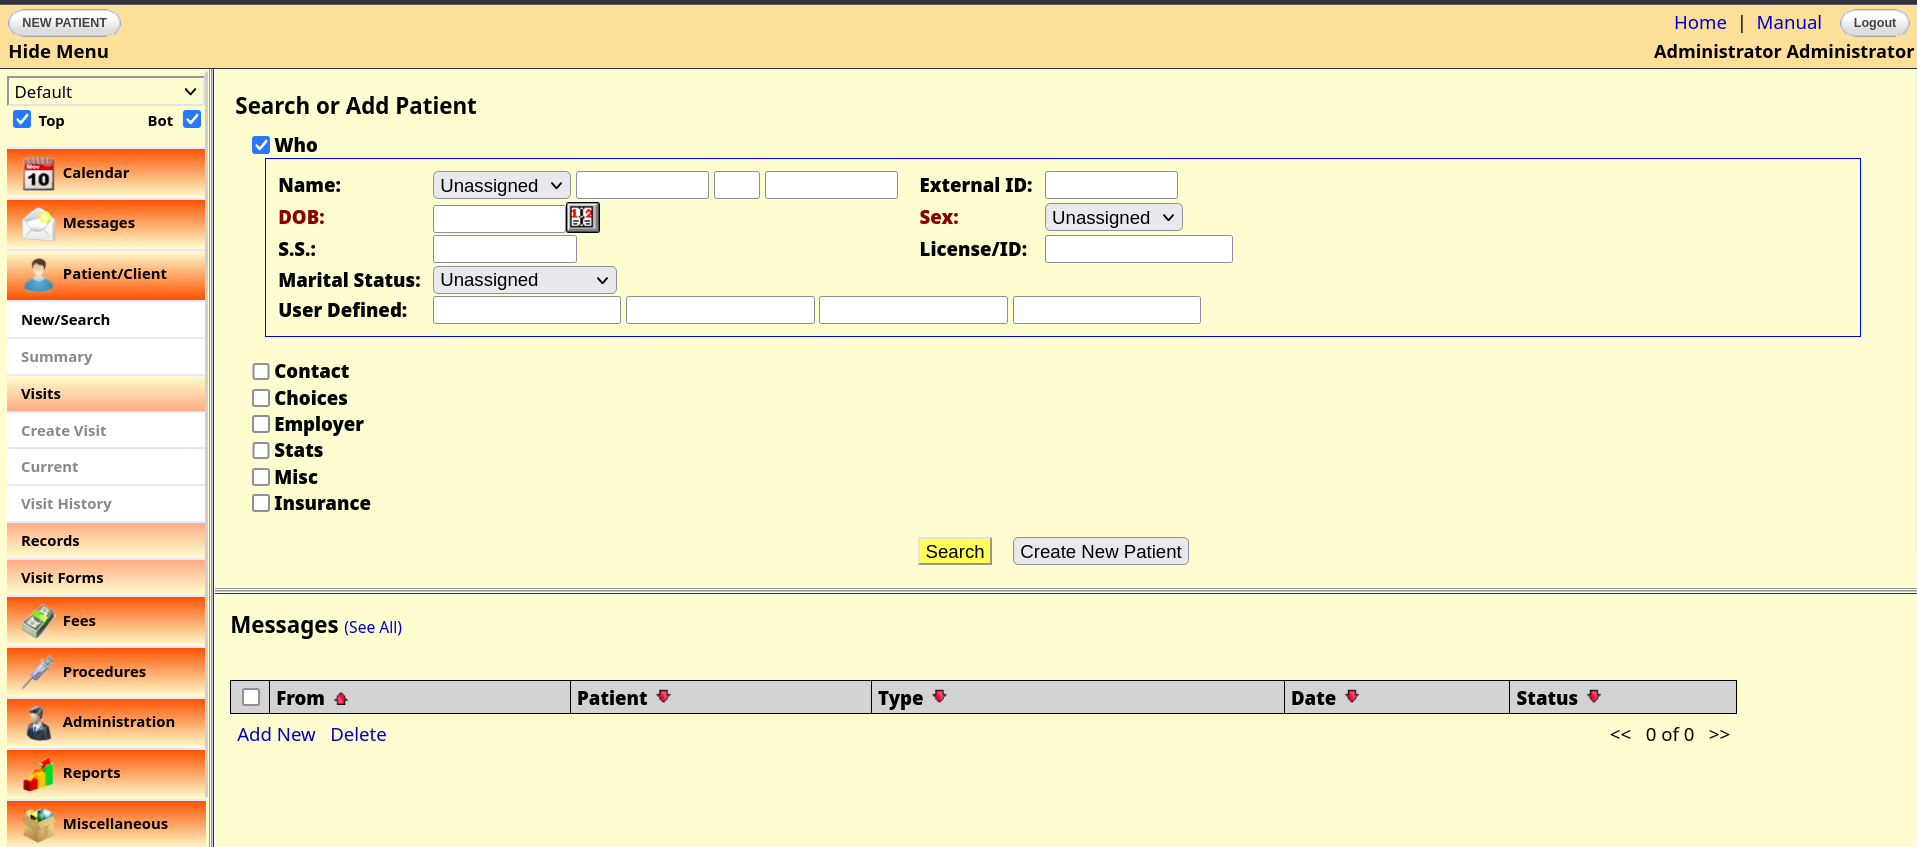 NEW PATIENT
Home | Manual Logout
Hide Menu
Administrator Administrator
Default
Top Bot
Calendar
Messages
Patient/Client
New/Search
Summary
Visits
Create Visit
Current
Visit History
Records
Visit Forms
Fees
Procedures
Administration
Reports
Miscellaneous
Search or Add Patient
Who
Name: Unassigned External ID:
DOB: Sex: Unassigned
S.S.: License/ID:
Marital Status: Unassigned
User Defined:
Contact
Choices
Employer
Stats
Misc
Insurance
Search Create New Patient
Messages (See All)
From Patient Type Date Status
Add New Delete << 0 of 0 >>